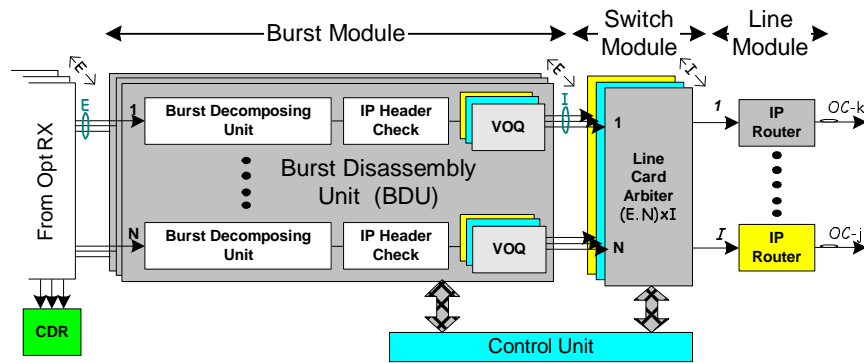 Burst Module
Switch Module
Line Module
E
E
I
From Opt RX
E
1
Burst Decomposing Unit
IP Header Check
VOQ
I
1
1
IP Router
OC-k
Burst Disassembly Unit (BDU)
Line Card Arbiter (E.N)xI
N
Burst Decomposing Unit
IP Header Check
VOQ
N
I
IP Router
OC-j
CDR
Control Unit